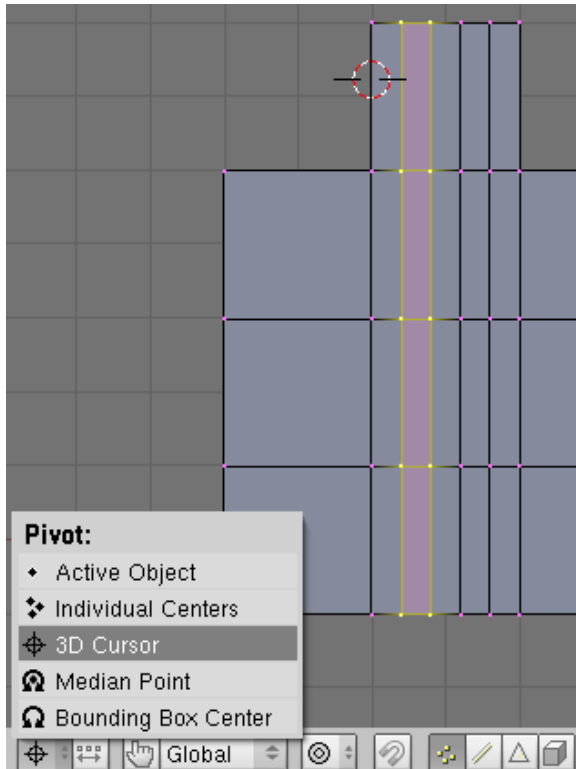 Pivot:
Active Object
Individual Centers
3D Cursor
Median Point
Bounding Box Center
Global